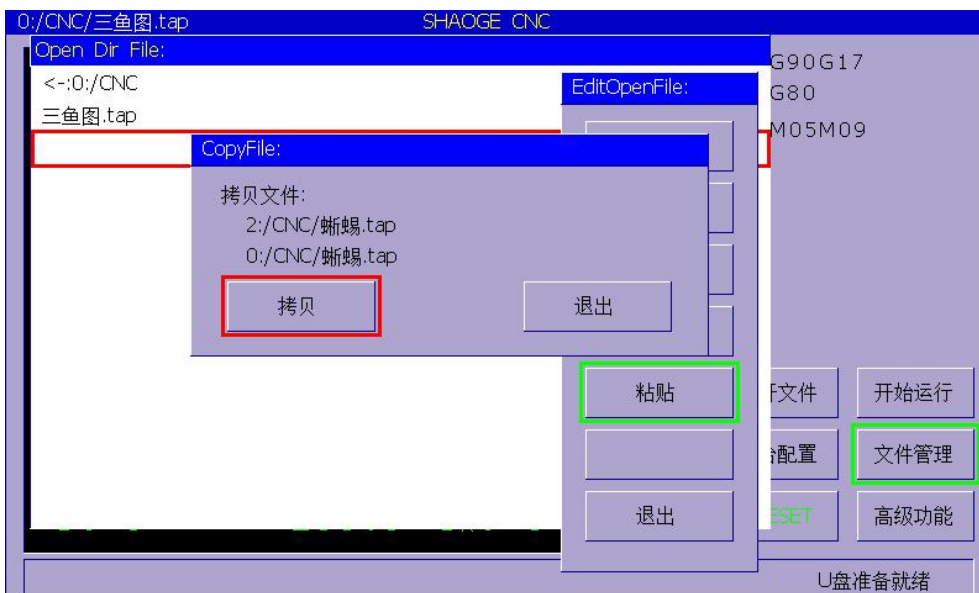 0:/CNC/三鱼图.tap SHAOGE CNC
Open Dir File:
<-:0:/CNC
三鱼图.tap
EditOpenFile:
G90G17
G80
M05M09
CopyFile:
拷贝文件:
2:/CNC/蜥蜴.tap
0:/CNC/蜥蜴.tap
拷贝 退出
粘贴
文件 开始运行
配置 文件管理
退出
ESET 高级功能
U盘准备就绪